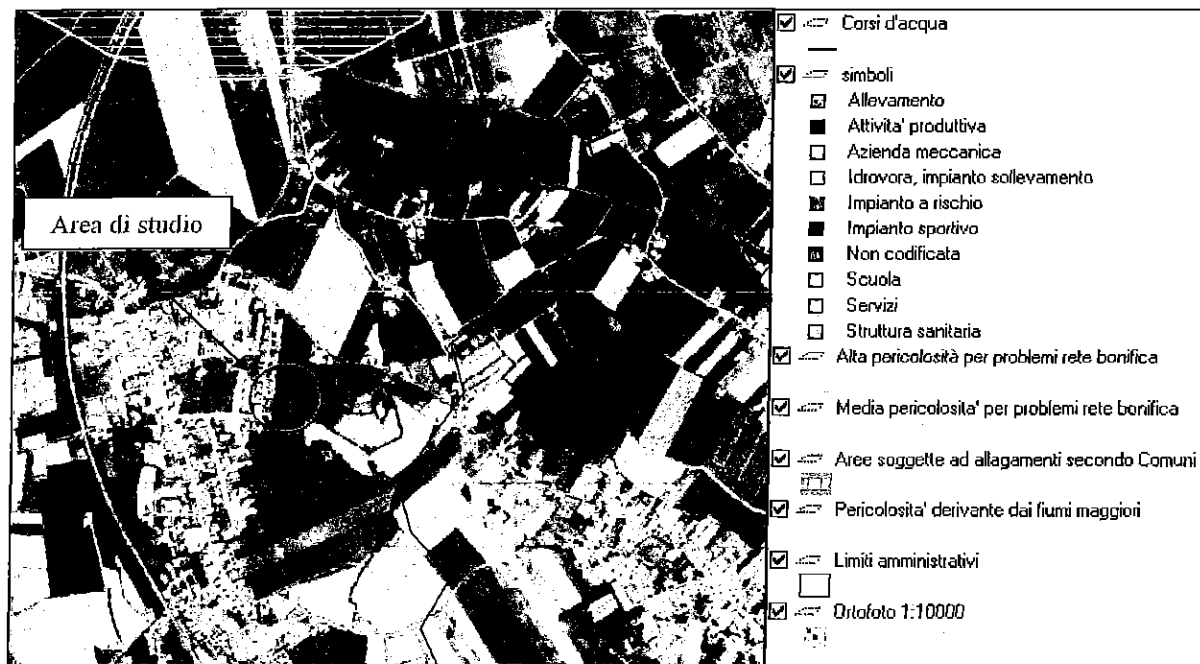 Area di studio
Corsi d'acqua
simboli
Allevamento
Attivita' produttiva
Azienda meccanica
Idrovora, impianto sollevamento
Impianto a rischio
Impianto sportivo
Non codificata
Scuola
Servizi
Struttura sanitaria
Alta pericolosità per problemi rete bonifica
Media pericolosita' per problemi rete bonifica
Aree soggette ad allagamenti secondo Comuni
Pericolosita' derivante dai fiumi maggiori
Limiti amministrativi
Ortofoto 1:10000